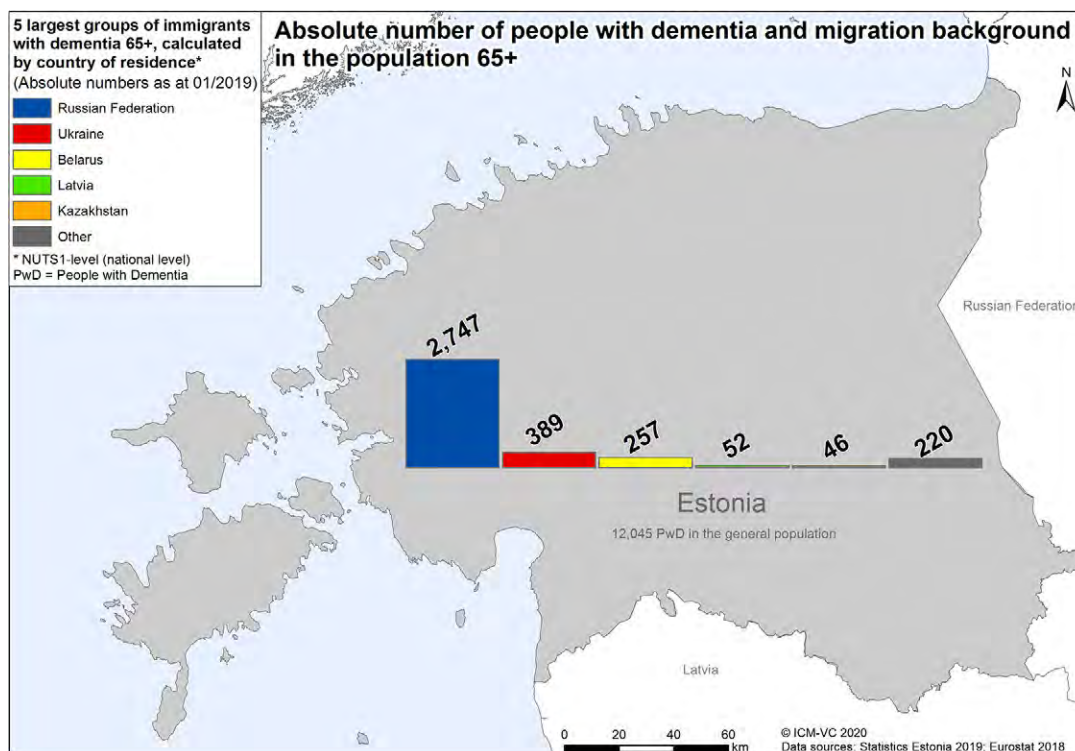 5 largest groups of immigrants
with dementia 65+, calculated
by country of residence*
(Absolute numbers as at 01/2019)
Russian Federation
Ukraine
Belarus
Latvia
Kazakhstan
Other
* NUTS1-level (national level)
PwD = People with Dementia
Absolute number of people with dementia and migration background
in the population 65+
N
Russian Federation
2,747
389
257
52
46
220
Estonia
12,045 PwD in the general population
Latvia
0 20 40 60
km
© ICM-VC 2020
Data sources: Statistics Estonia 2019; Eurostat 2018